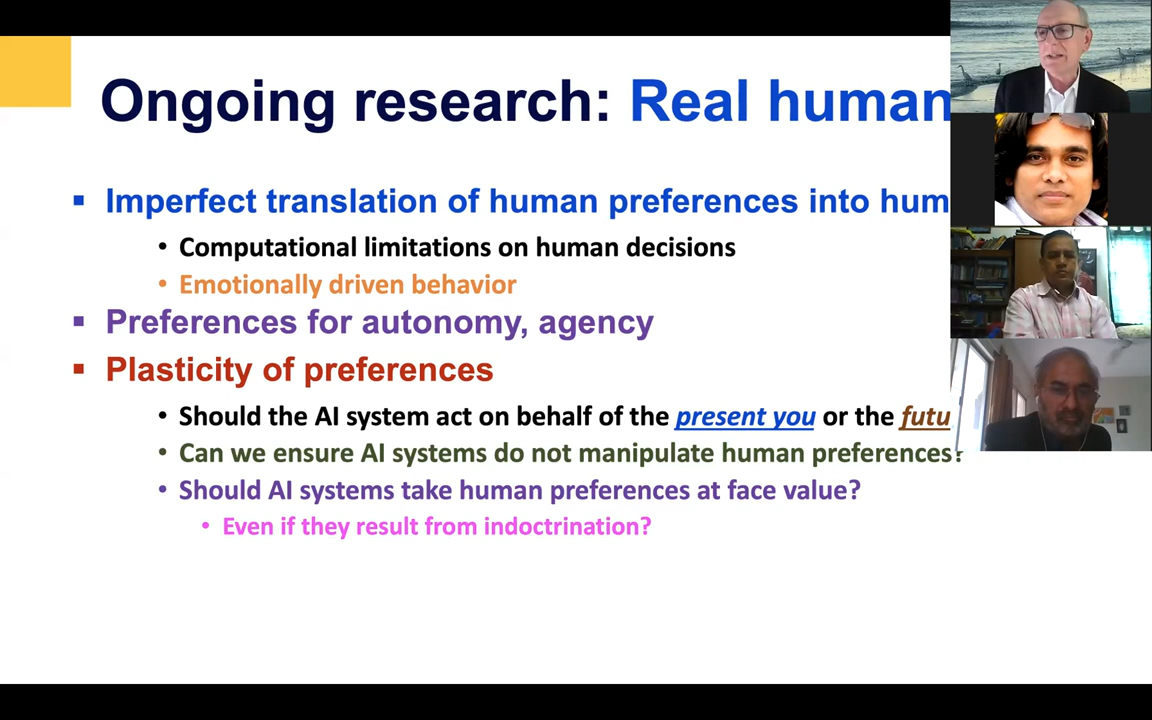 Ongoing research: Real human
Imperfect translation of human preferences into hum
Computational limitations on human decisions
Emotionally driven behavior
Preferences for autonomy, agency
Plasticity of preferences
Should the AI system act on behalf of the present you or the futu
Can we ensure AI systems do not manipulate human preferences?
Should AI systems take human preferences at face value?
Even if they result from indoctrination?